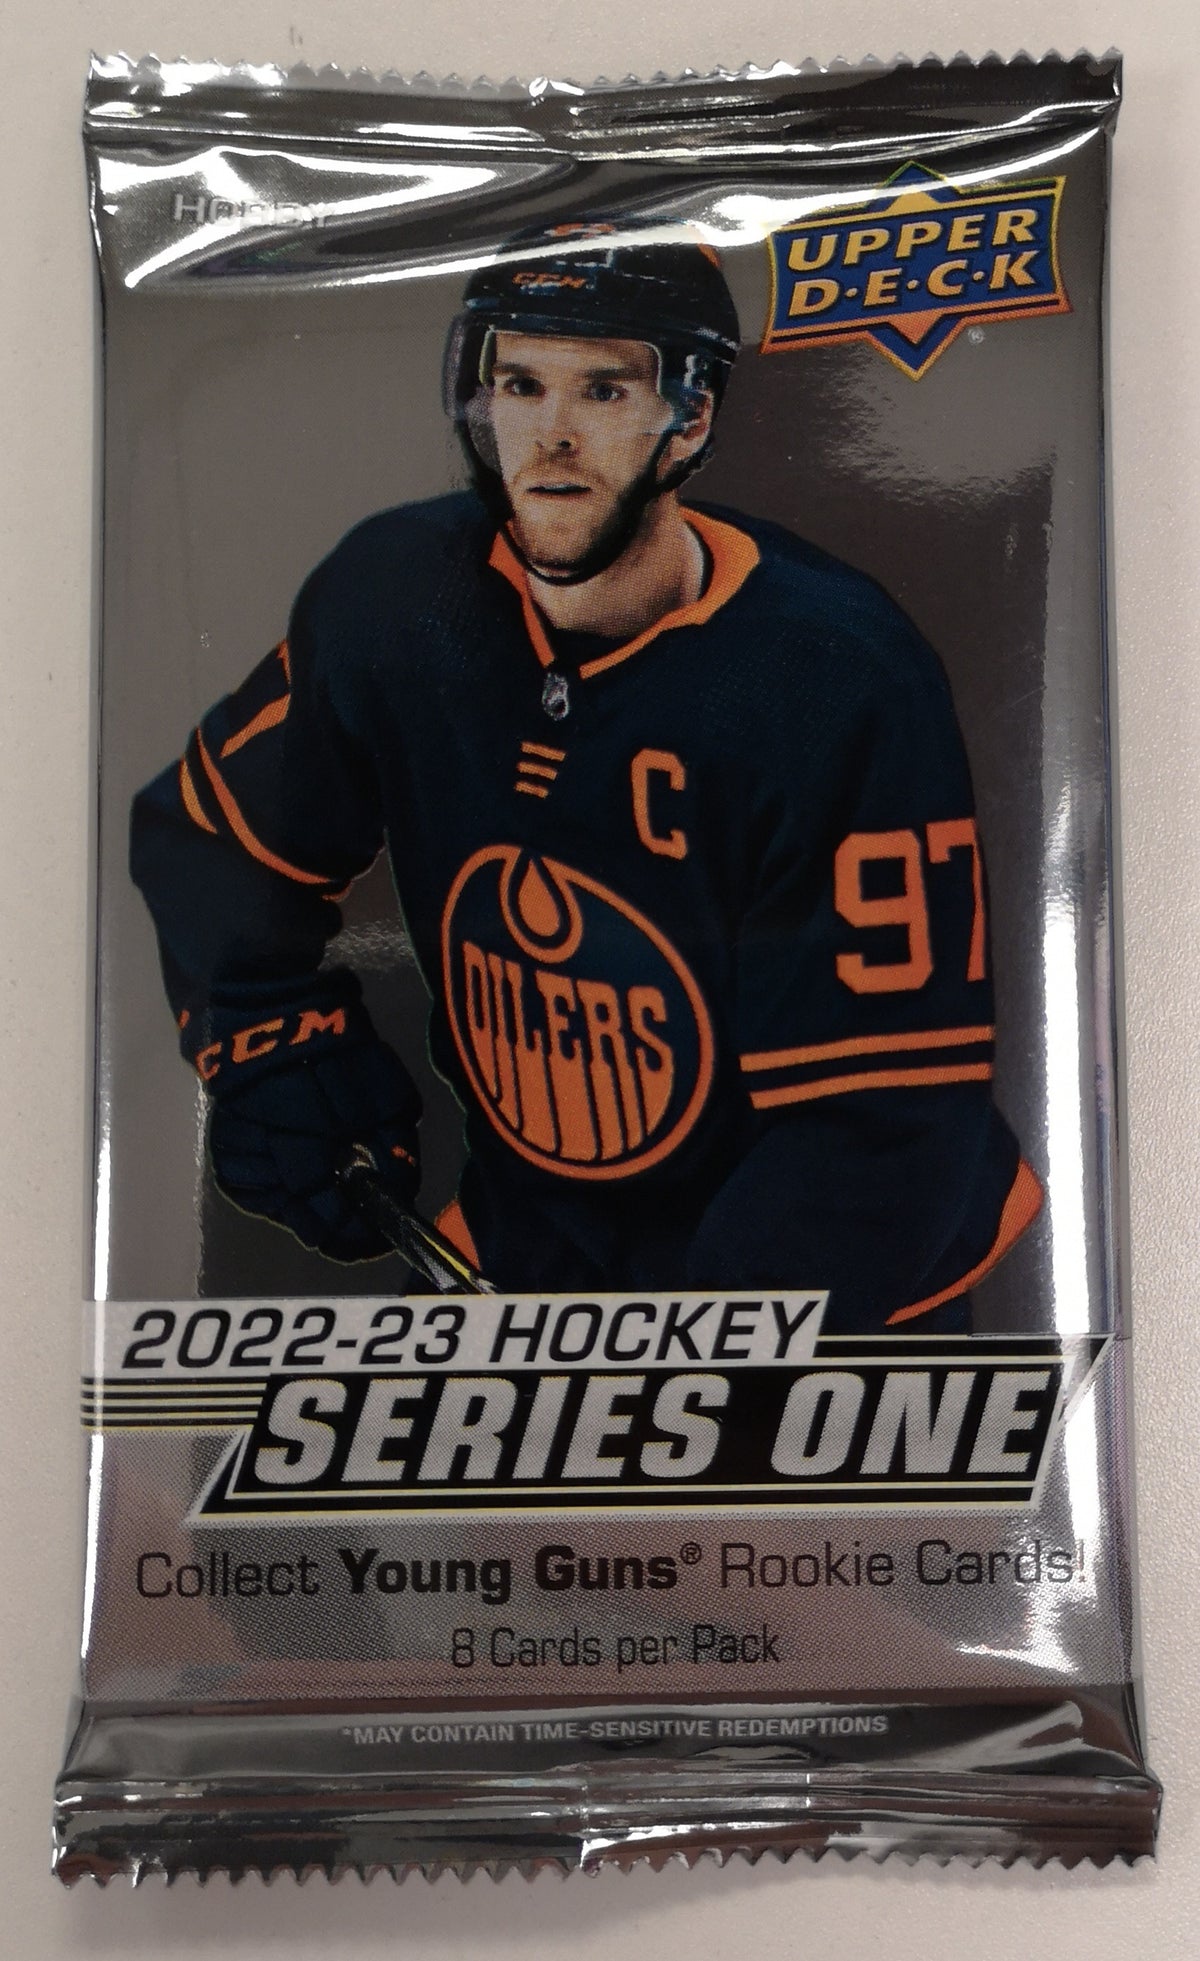 HOBBY
UPPER
D·E·C·K
®
CCM
C
97
OILERS
CCM
2022-23 HOCKEY
SERIES ONE
Collect Young Guns® Rookie Cards!
8 Cards per Pack
*MAY CONTAIN TIME-SENSITIVE REDEMPTIONS